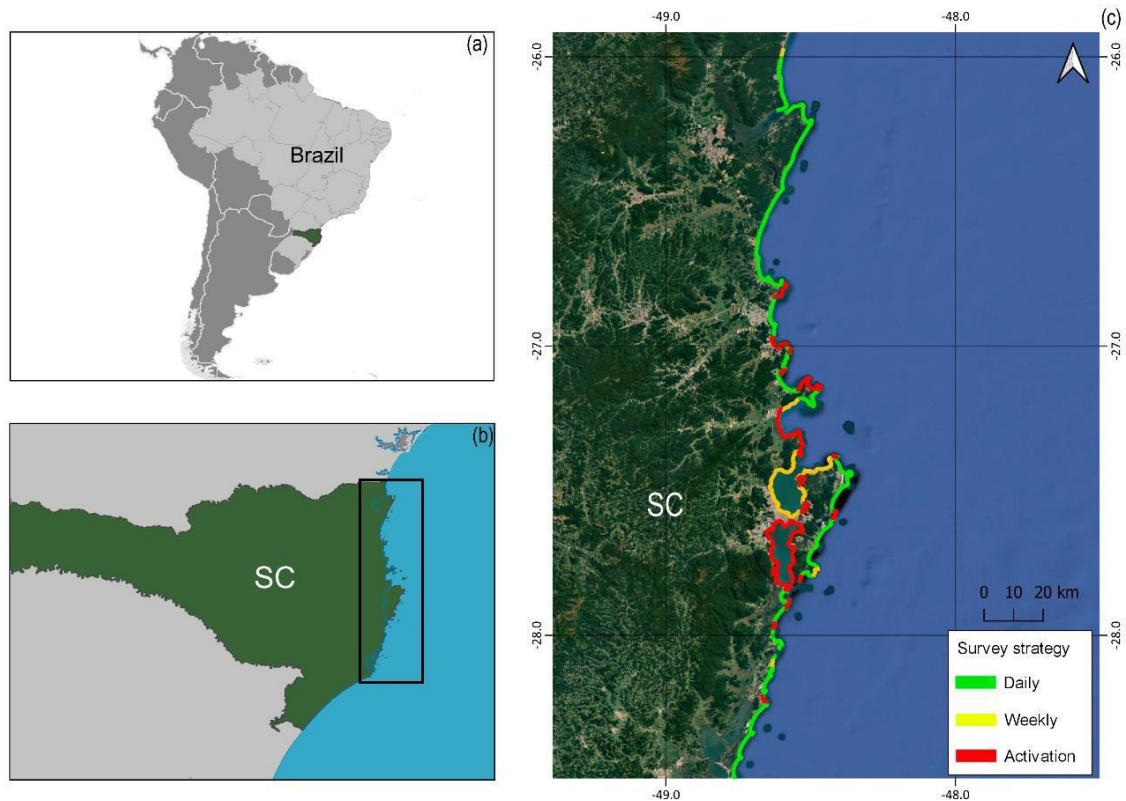 (a)
Brazil
(b)
SC
-49.0
-48.0
(c)
-26.0
-26.0
-27.0
-27.0
SC
0 10 20 km
-28.0
-28.0
Survey strategy
Daily
Weekly
Activation
-49.0
-48.0